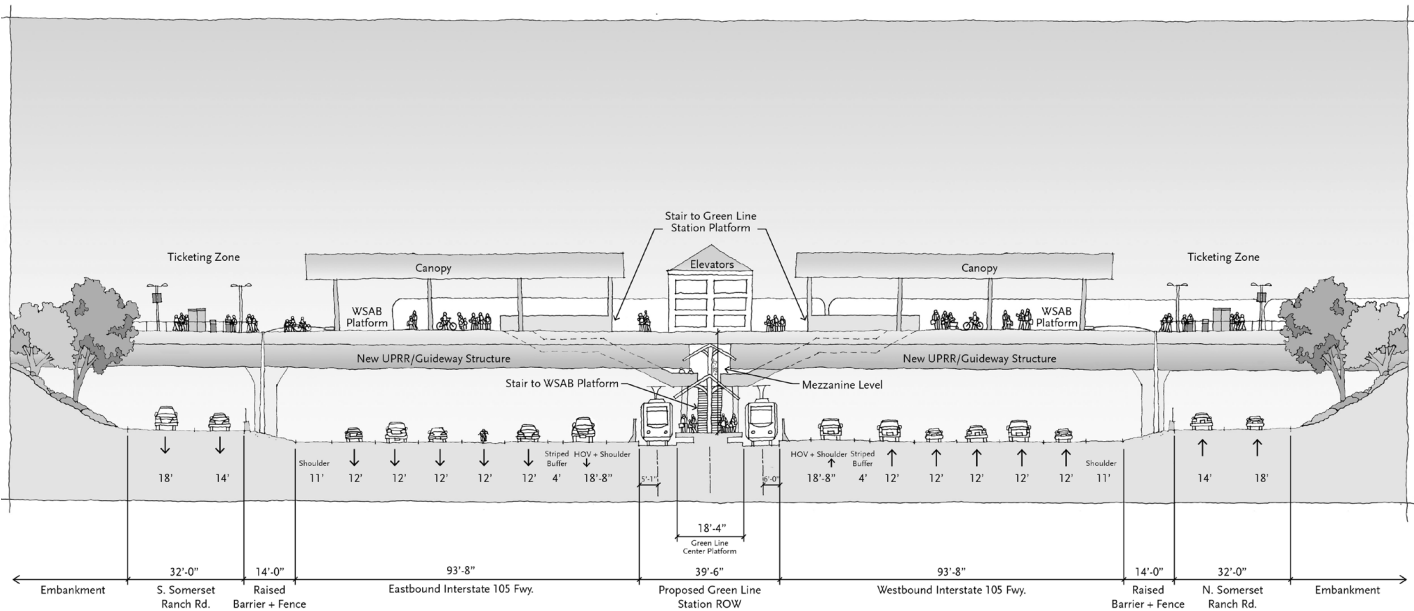 Stair to Green Line
Station Platform
Ticketing Zone
Canopy
Elevators
Canopy
Ticketing Zone
WSAB
Platform
WSAB
Platform
New UPRR/Guideway Structure
New UPRR/Guideway Structure
Stair to WSAB Platform
Mezzanine Level
Shoulder
Striped
Buffer
HOV + Shoulder
HOV + Shoulder
Striped
Buffer
Shoulder
18' 14' 11' 12' 12' 12' 12' 12' 4' 18'-8" 5'-1" 6'-0" 18'-8" 4' 12' 12' 12' 12' 12' 11' 14' 18'
18'-4"
Green Line
Center Platform
32'-0" 14'-0" 93'-8" 39'-6" 93'-8" 14'-0" 32'-0"
Embankment
S. Somerset
Ranch Rd.
Raised
Barrier + Fence
Eastbound Interstate 105 Fwy.
Proposed Green Line
Station ROW
Westbound Interstate 105 Fwy.
Raised
Barrier + Fence
N. Somerset
Ranch Rd.
Embankment